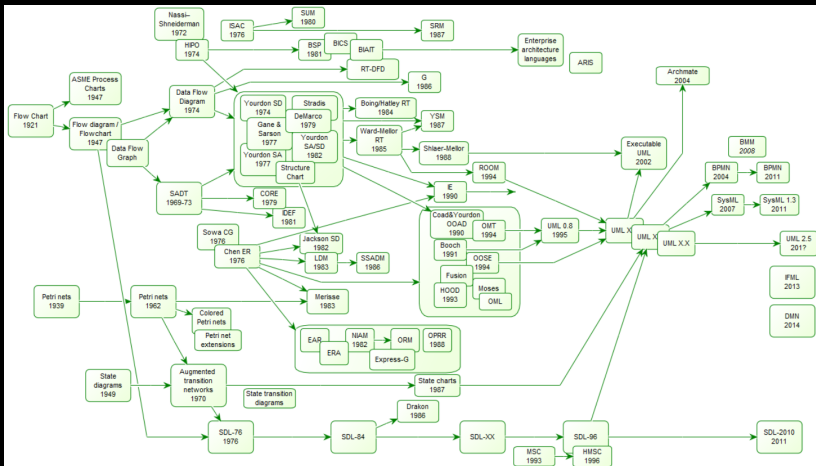 Nassi–
Shneiderman
1972
ISAC
1976
SUM
1980
SRM
1987
HIPO
1974
BSP
1981
BICS
BIAIT
Enterprise
architecture
languages
ARIS
RT-DFD
G
1986
Archmate
2004
ASME Process
Charts
1947
Flow Chart
1921
Flow diagram /
Flowchart
1947
Data Flow
Graph
Data Flow
Diagram
1974
Yourdon SD
1974
Stradis
DeMarco
1979
Gane &
Sarson
1977
Yourdon
SA/SD
1982
Yourdon SA
1977
Structure
Chart
Boing/Hatley RT
1984
YSM
1987
Ward-Mellor
RT
1985
Shlaer-Mellor
1988
Executable
UML
2002
BMM
2008
ROOM
1994
BPMN
2004
BPMN
2011
SADT
1969-73
CORE
1979
IDEF
1981
IE
1990
SysML
2007
SysML 1.3
2011
Sowa CG
1976
Chen ER
1976
Jackson SD
1982
LDM
1983
SSADM
1986
Coad&Yourdon
OOAD
1990
OMT
1994
Booch
1991
OOSE
1994
Fusion
HOOD
1993
Moses
OML
UML 0.8
1995
UML X
UML X
UML X.X
UML 2.5
201?
Petri nets
1939
Petri nets
1962
Merisse
1983
Colored
Petri nets
Petri net
extensions
IFML
2013
DMN
2014
EAR
ERA
NIAM
1982
ORM
OPRR
1988
Express-G
State
diagrams
1949
Augmented
transition
networks
1970
State transition
diagrams
State charts
1987
Drakon
1986
SDL-76
1976
SDL-84
SDL-XX
SDL-96
SDL-2010
2011
MSC
1993
HMSC
1996